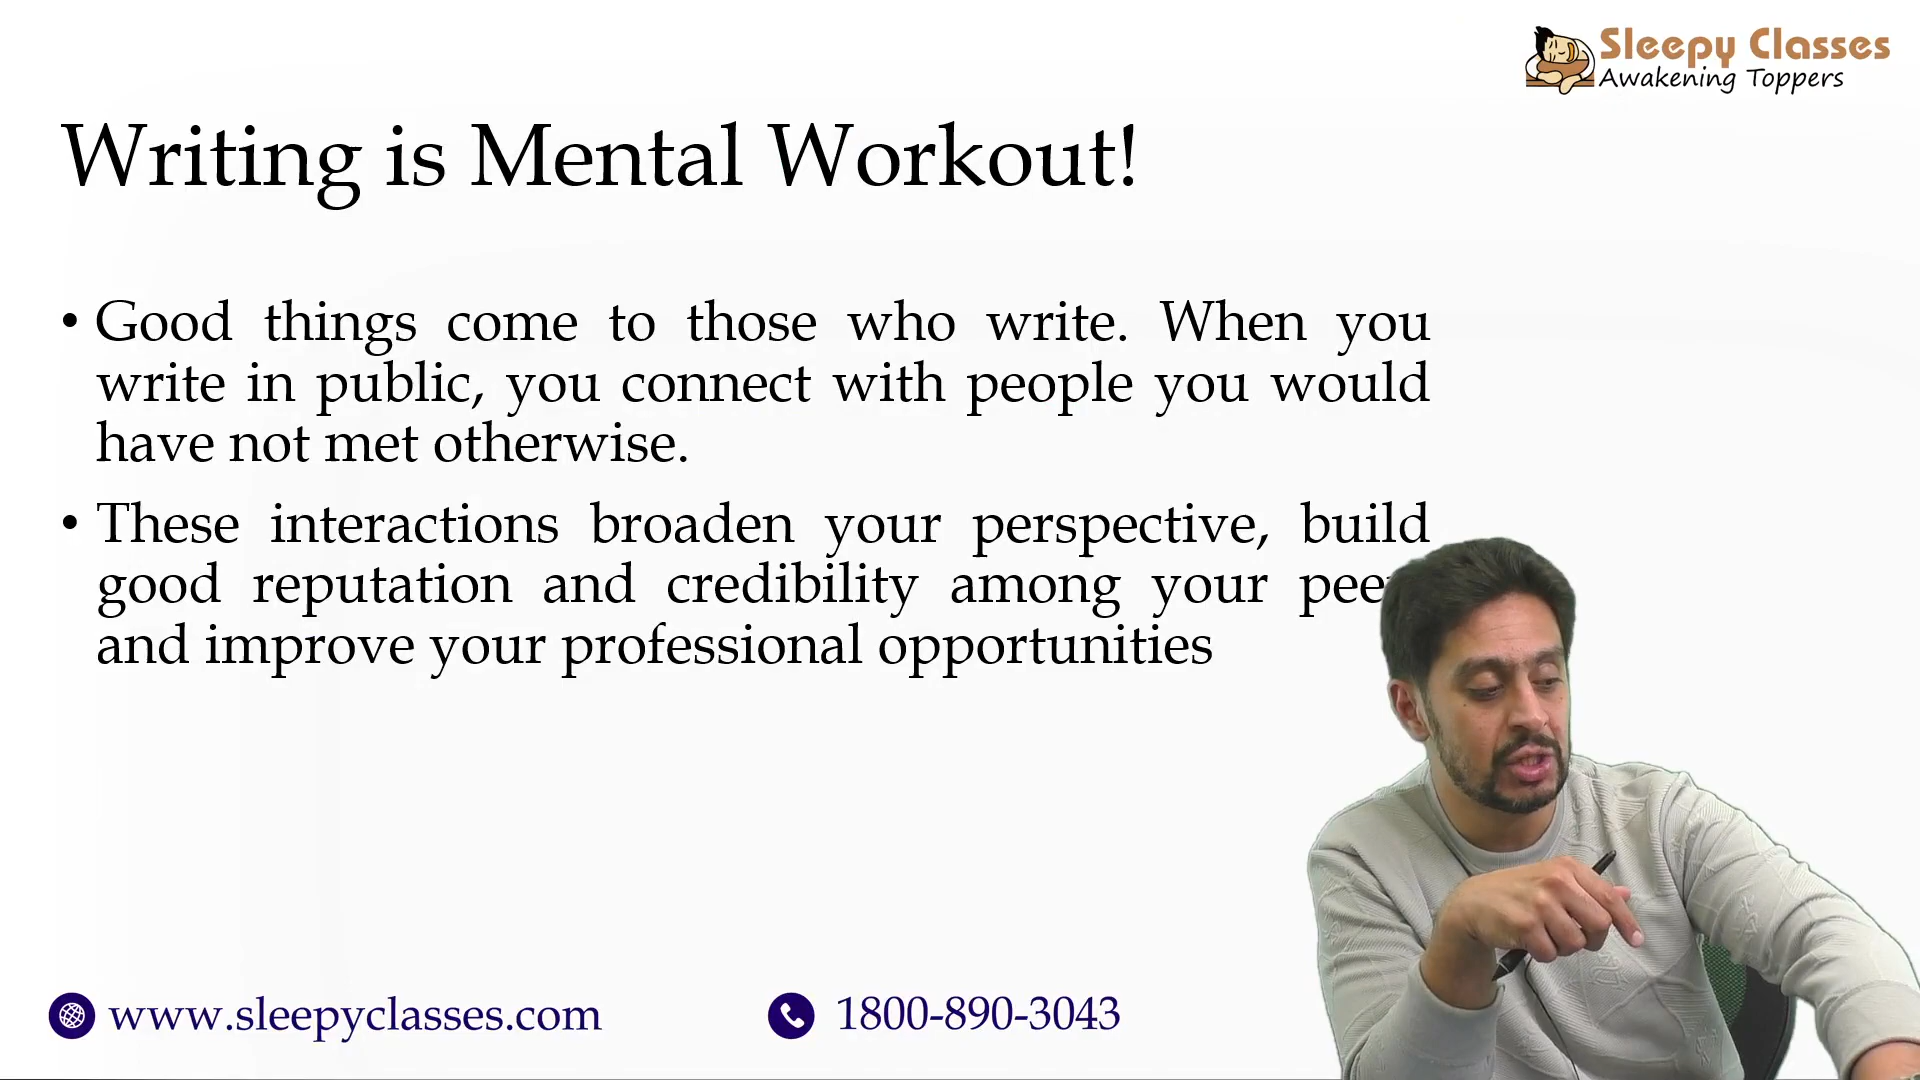 Sleepy Classes
Awakening Toppers
Writing is Mental Workout!
• Good things come to those who write. When you
write in public, you connect with people you would
have not met otherwise.
• These interactions broaden your perspective, build
good reputation and credibility among your
and improve your professional opportunities
www.sleepyclasses.com
1800-890-3043